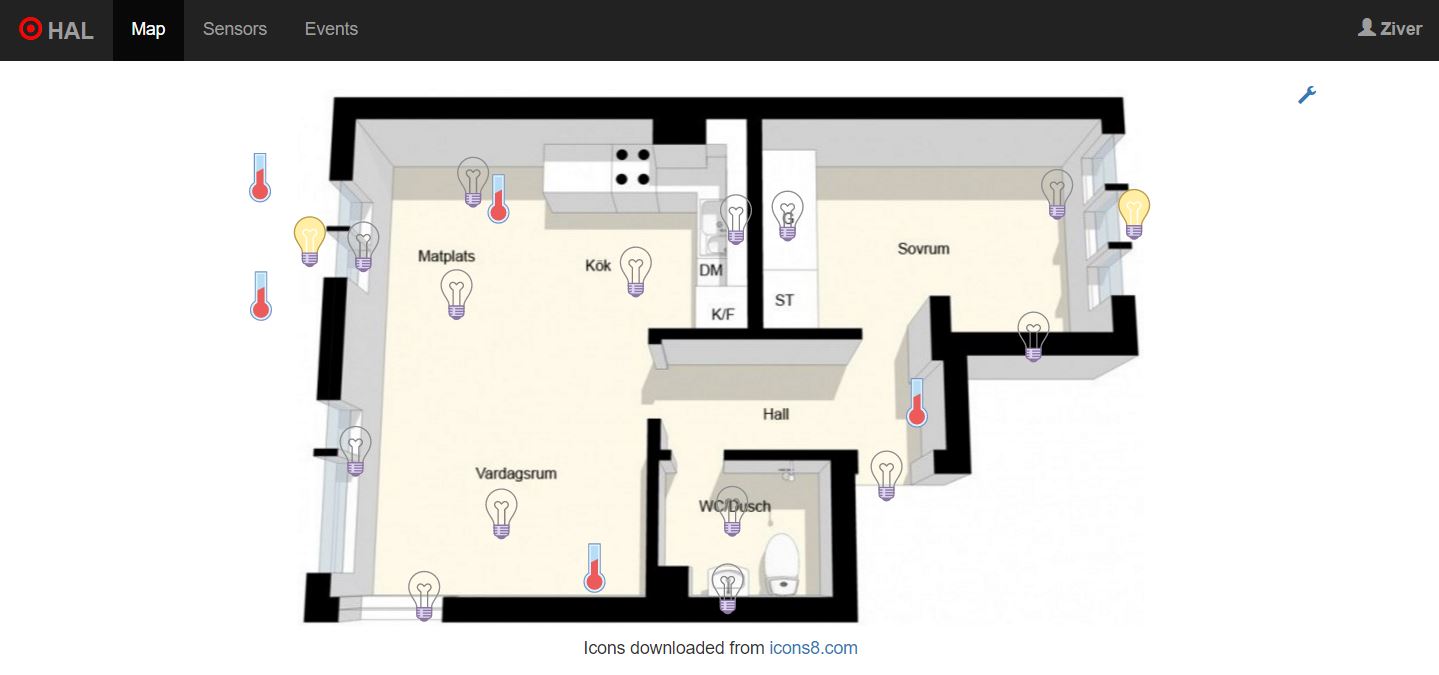 HAL
Map
Sensors
Events
Ziver
Matplats
Kök
DM
K/F
G
ST
Sovrum
Hall
Vardagsrum
WC/Dusch
Icons downloaded from icons8.com